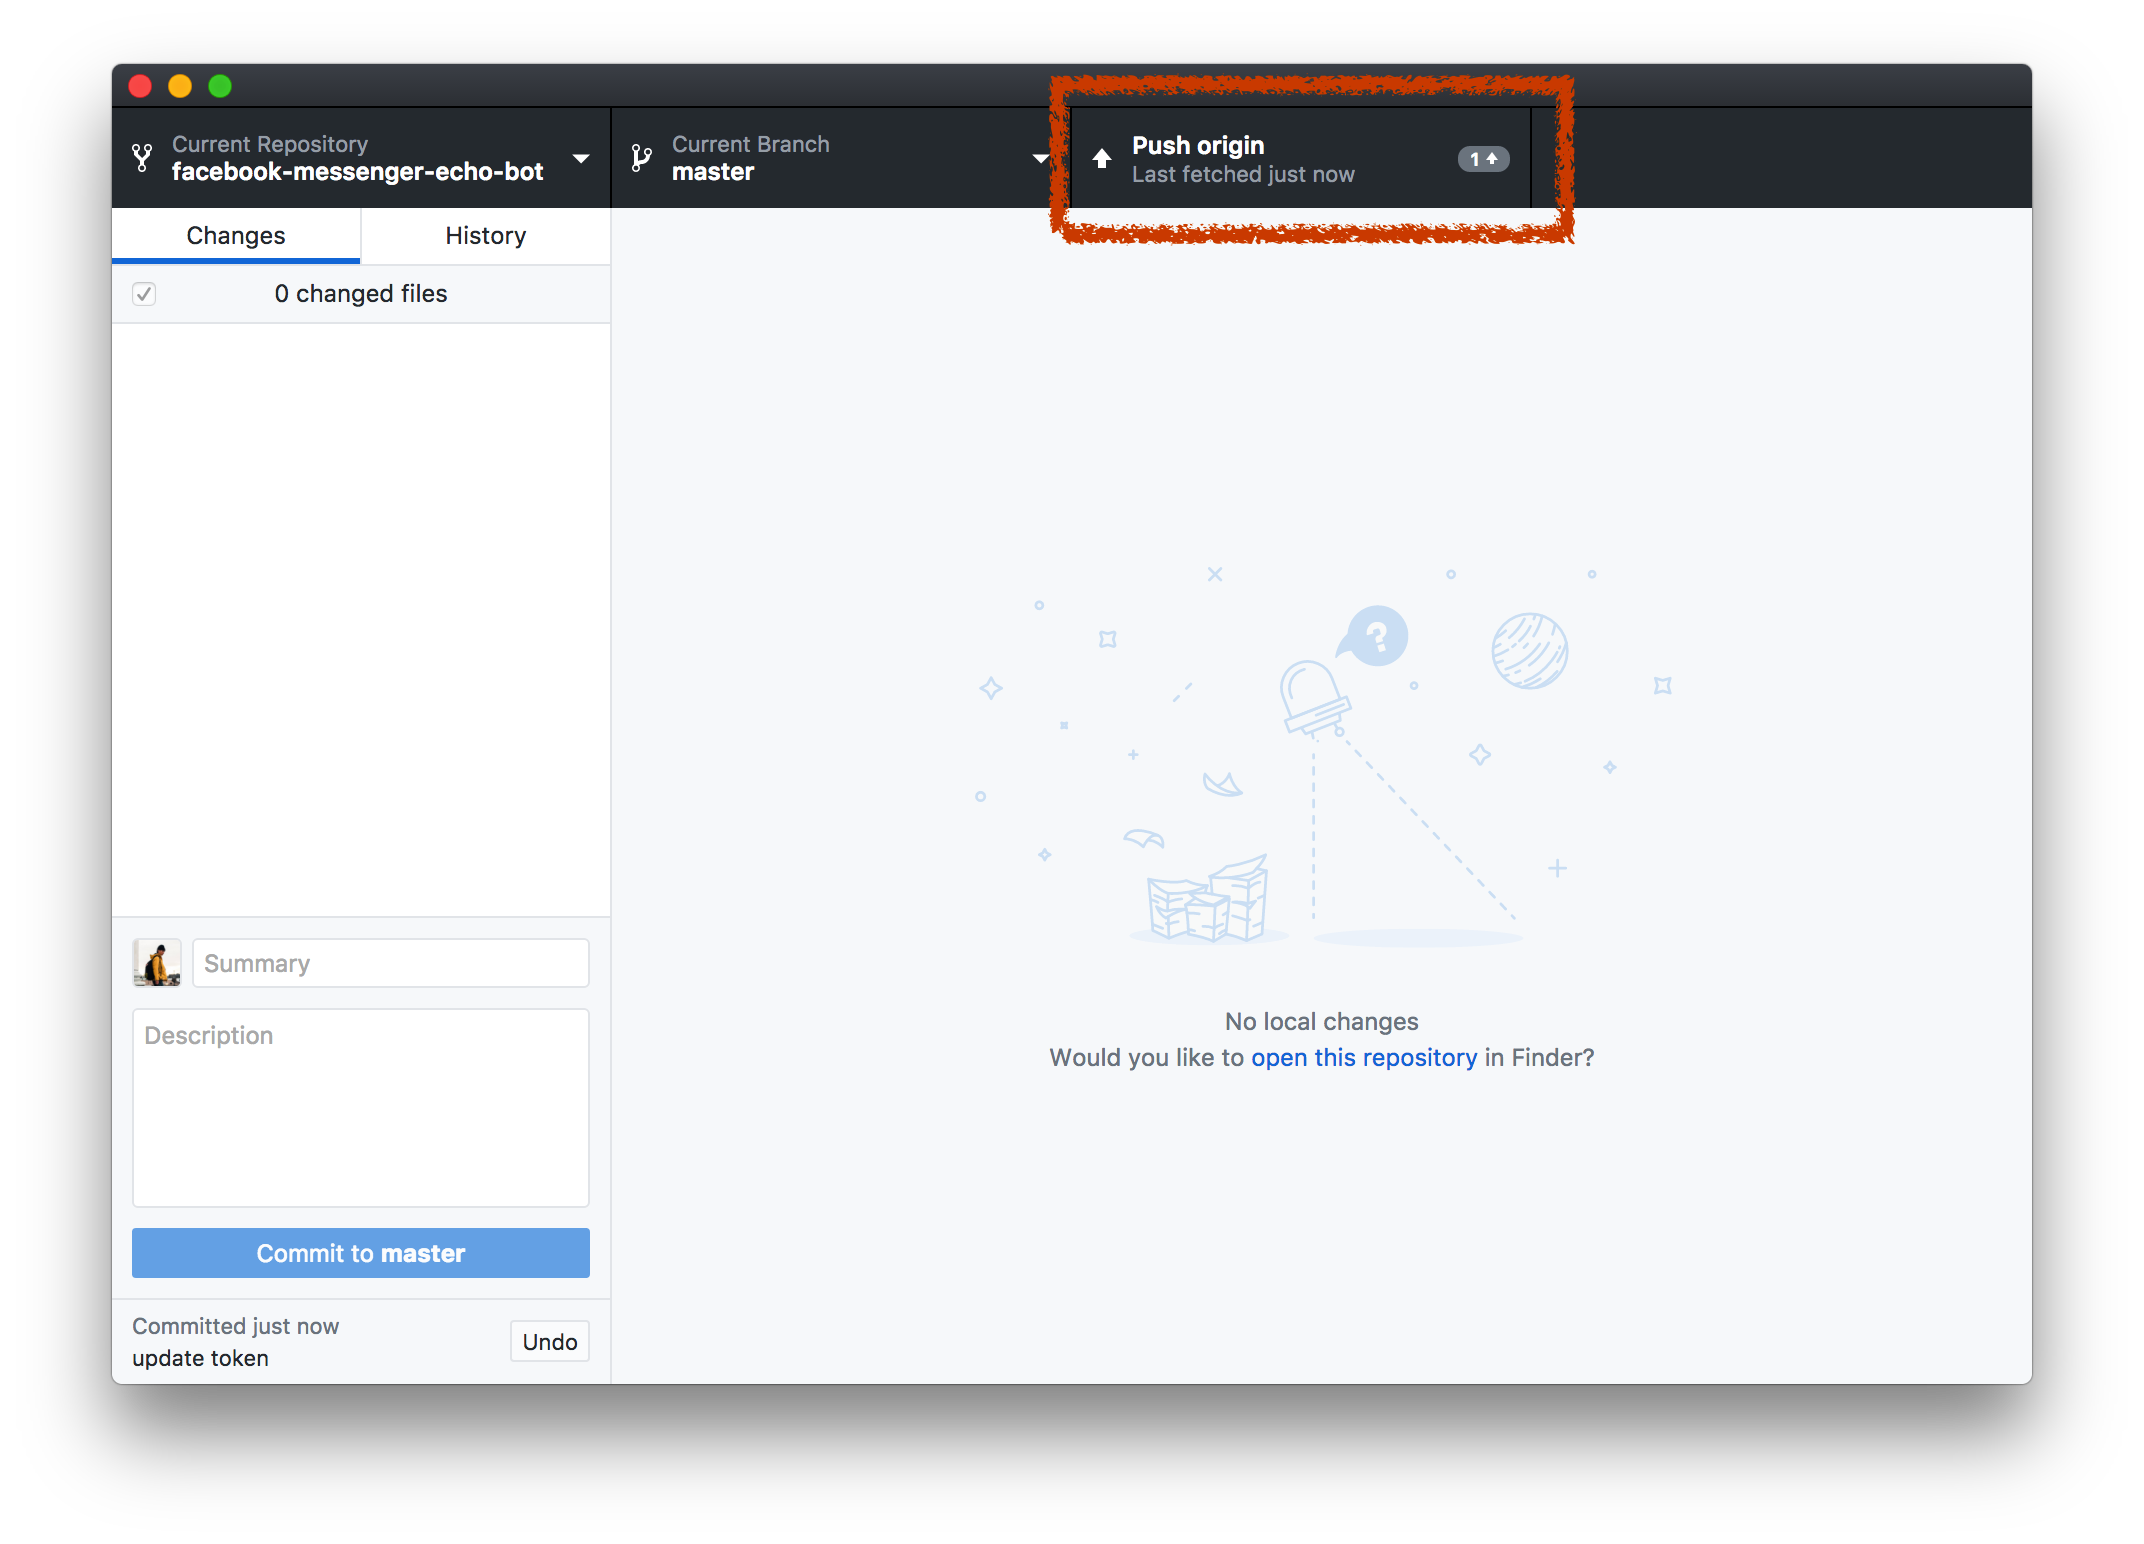 Current Repository
facebook-messenger-echo-bot
Current Branch
master
Push origin
Last fetched just now
1
Changes
History
0 changed files
?
No local changes
Would you like to open this repository in Finder?
Summary
Description
Commit to master
Committed just now
update token
Undo